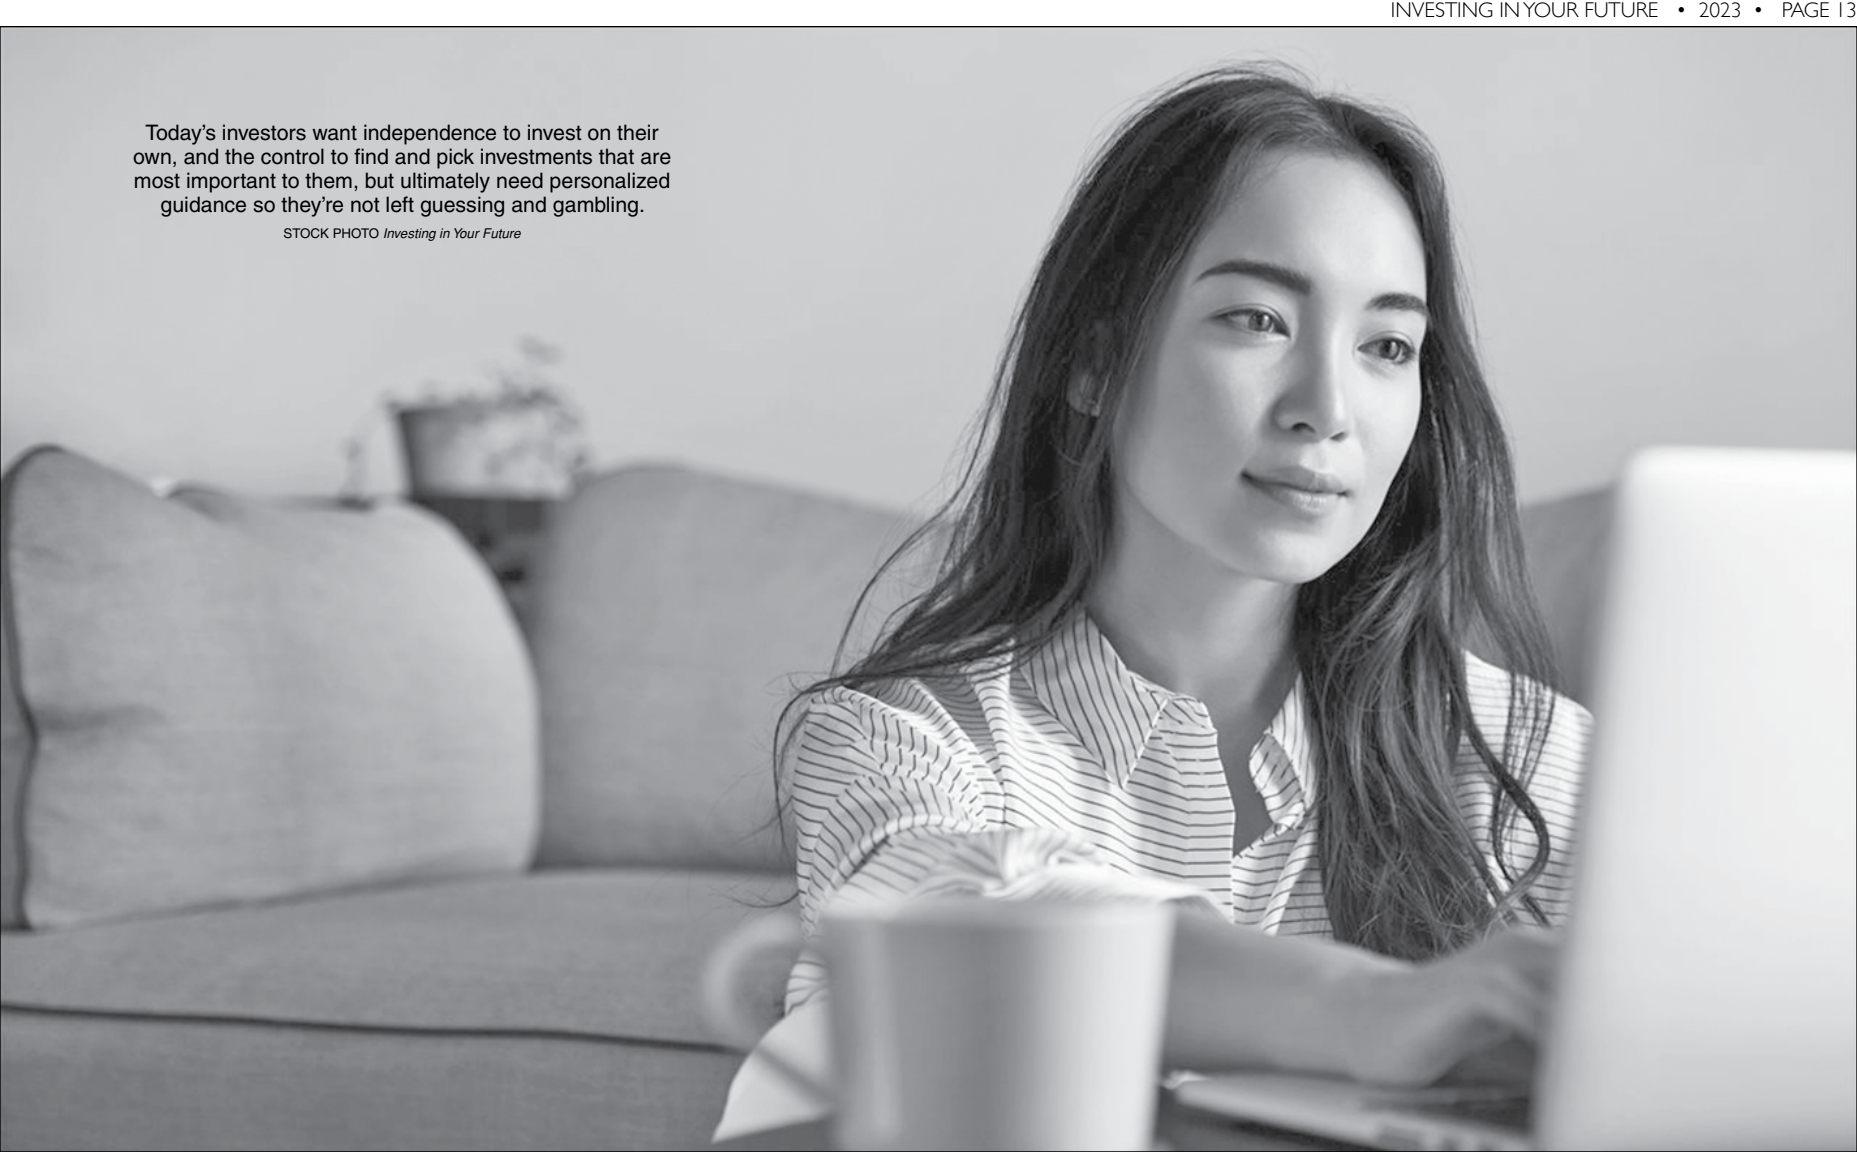 INVESTING IN YOUR FUTURE • 2023 • PAGE 13
Today’s investors want independence to invest on their
own, and the control to find and pick investments that are
most important to them, but ultimately need personalized
guidance so they’re not left guessing and gambling.
STOCK PHOTO Investing in Your Future